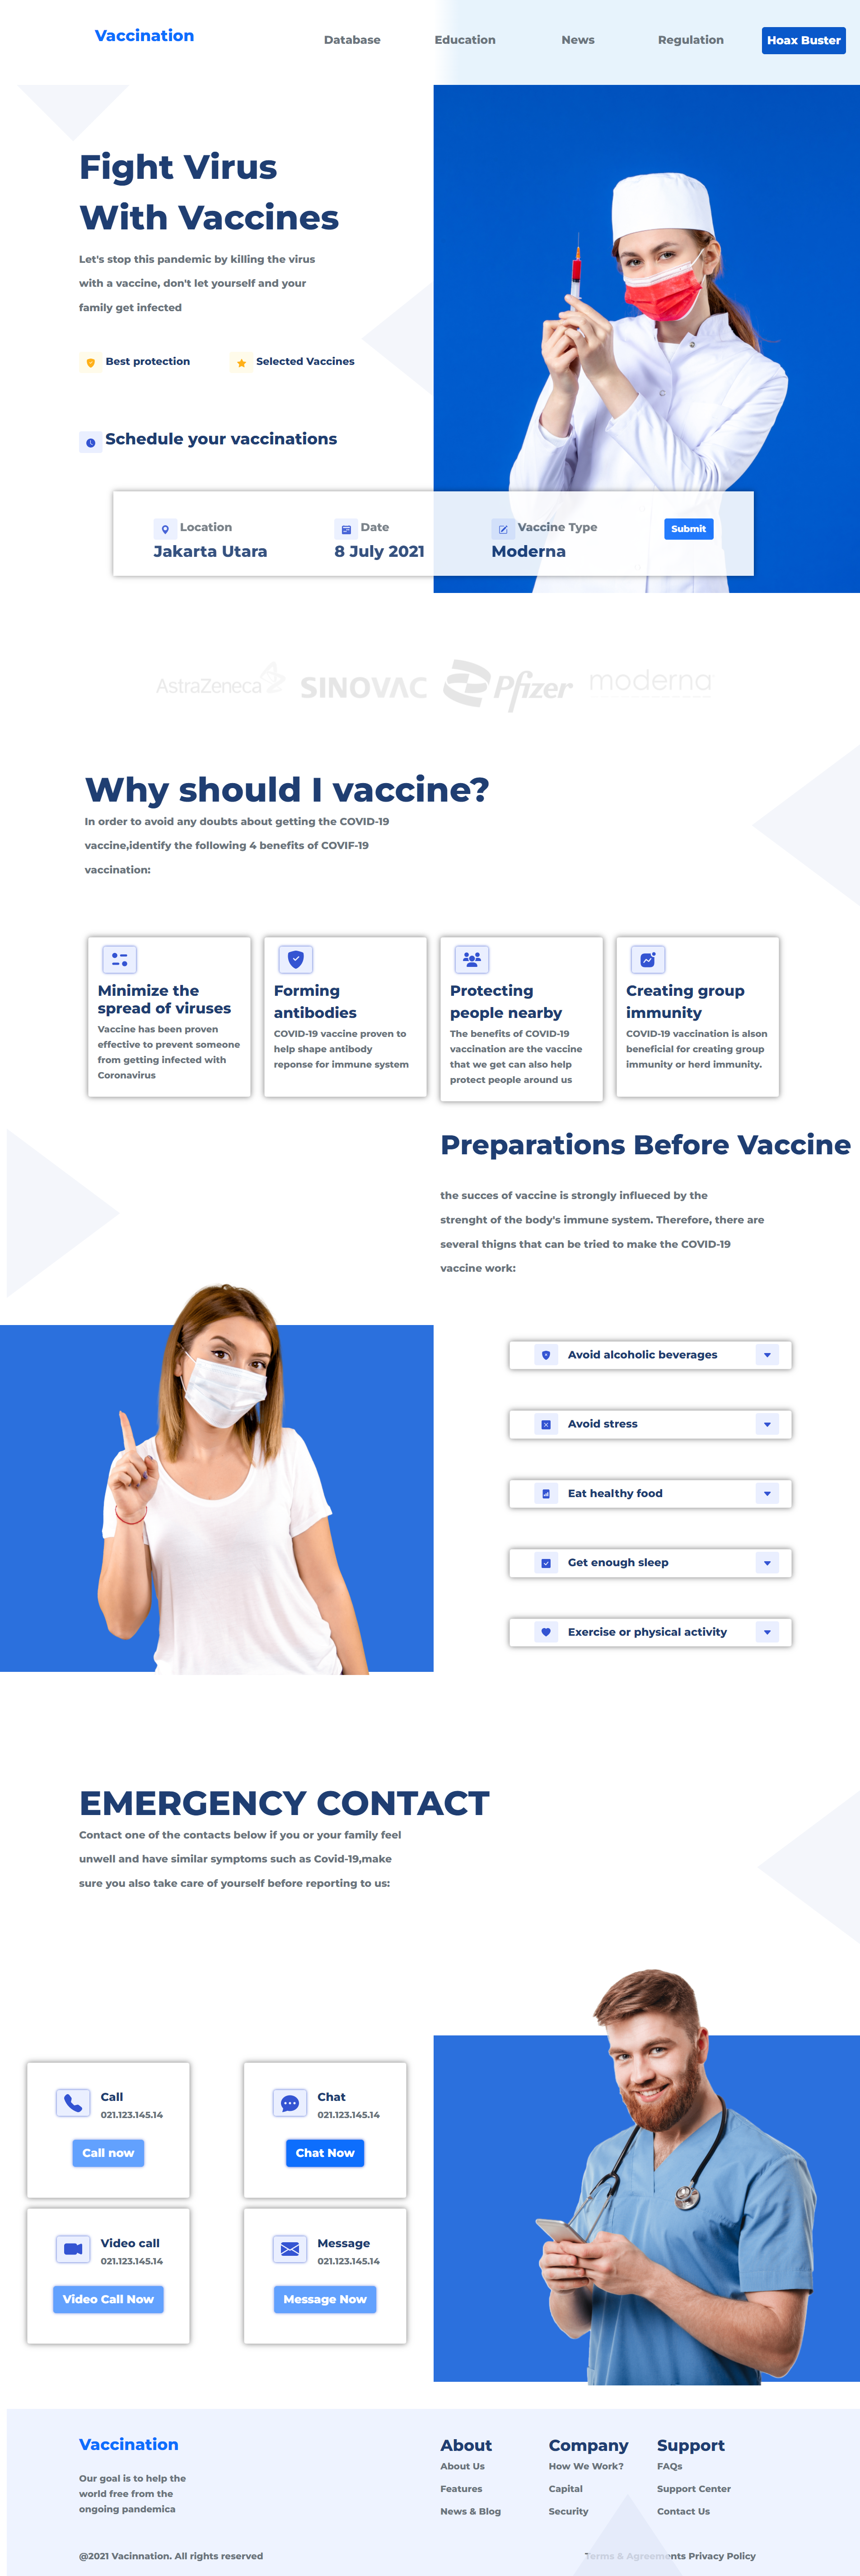 Vaccination
Database
Education
News
Regulation
Hoax Buster
Fight Virus
With Vaccines
Let's stop this pandemic by killing the virus
with a vaccine, don't let yourself and your
family get infected
Best protection
Selected Vaccines
Schedule your vaccinations
Location
Jakarta Utara
Date
8 July 2021
Vaccine Type
Moderna
Submit
AstraZeneca
SINOVAC
Pfizer
moderna
Why should I vaccine?
In order to avoid any doubts about getting the COVID-19
vaccine,identify the following 4 benefits of COVIF-19
vaccination:
Minimize the
spread of viruses
Vaccine has been proven
effective to prevent someone
from getting infected with
Coronavirus
Forming
antibodies
COVID-19 vaccine proven to
help shape antibody
reponse for immune system
Protecting
people nearby
The benefits of COVID-19
vaccination are the vaccine
that we get can also help
protect people around us
Creating group
immunity
COVID-19 vaccination is alson
beneficial for creating group
immunity or herd immunity.
Preparations Before Vaccine
the succes of vaccine is strongly influeced by the
strenght of the body's immune system. Therefore, there are
several thigns that can be tried to make the COVID-19
vaccine work:
Avoid alcoholic beverages
Avoid stress
Eat healthy food
Get enough sleep
Exercise or physical activity
EMERGENCY CONTACT
Contact one of the contacts below if you or your family feel
unwell and have similar symptoms such as Covid-19,make
sure you also take care of yourself before reporting to us:
Call
021.123.145.14
Call now
Chat
021.123.145.14
Chat Now
Video call
021.123.145.14
Video Call Now
Message
021.123.145.14
Message Now
Vaccination
Our goal is to help the
world free from the
ongoing pandemica
About
About Us
Features
News & Blog
Company
How We Work?
Capital
Security
Support
FAQs
Support Center
Contact Us
@2021 Vacinnation. All rights reserved
Terms & Agreements Privacy Policy